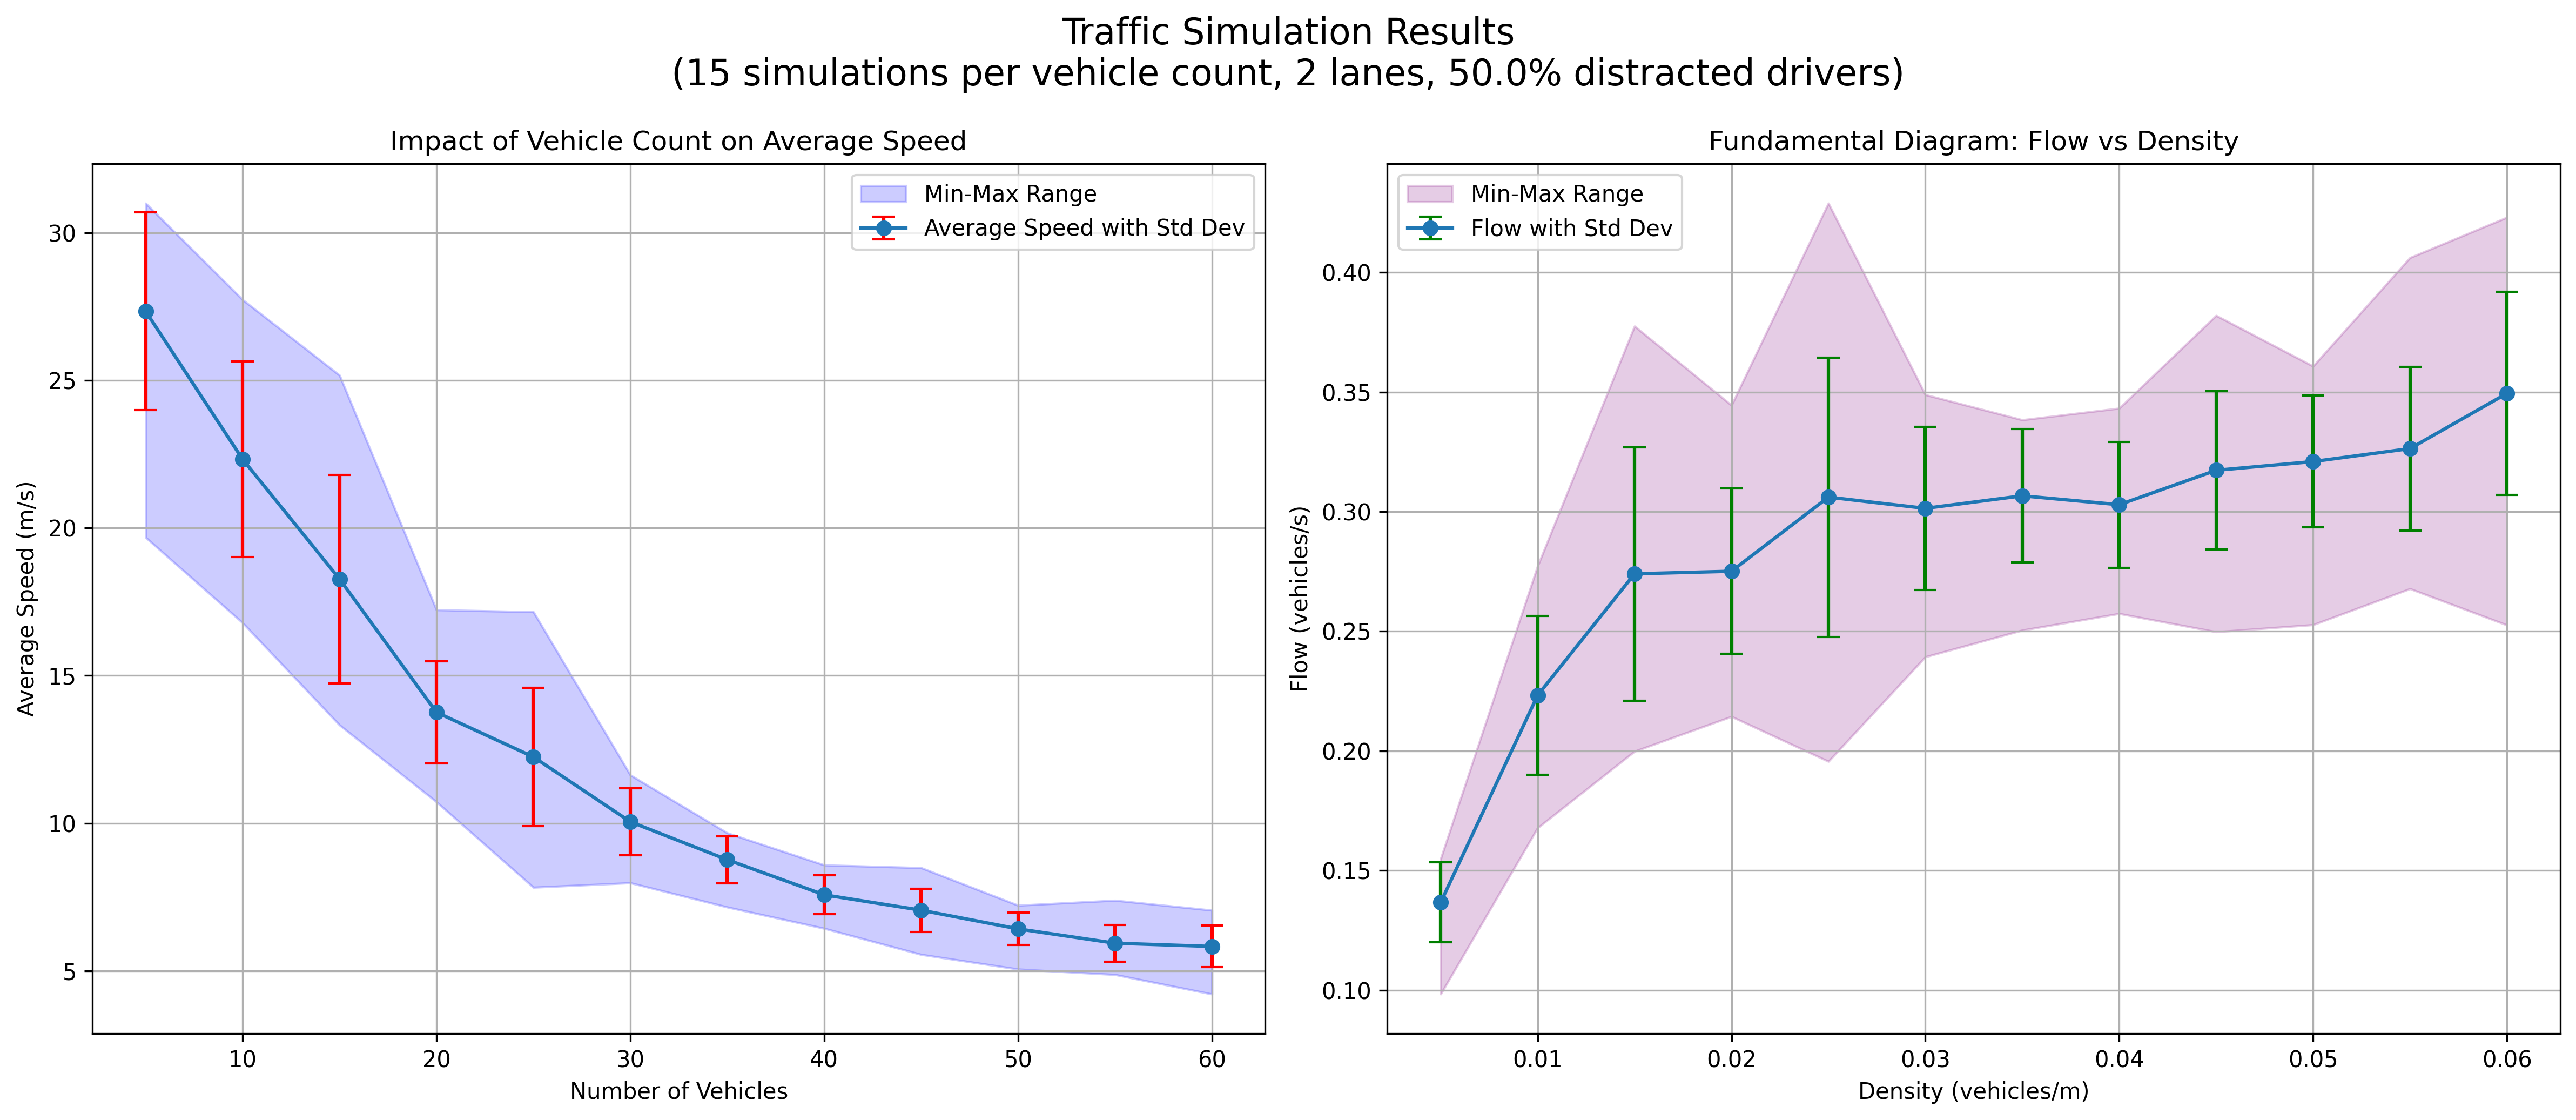 Traffic Simulation Results
(15 simulations per vehicle count, 2 lanes, 50.0% distracted drivers)
Impact of Vehicle Count on Average Speed
Min-Max Range
Average Speed with Std Dev
30
25
20
15
10
5
Average Speed (m/s)
10 20 30 40 50 60
Number of Vehicles
Fundamental Diagram: Flow vs Density
Min-Max Range
Flow with Std Dev
0.40
0.35
0.30
0.25
0.20
0.15
0.10
Flow (vehicles/s)
0.01 0.02 0.03 0.04 0.05 0.06
Density (vehicles/m)